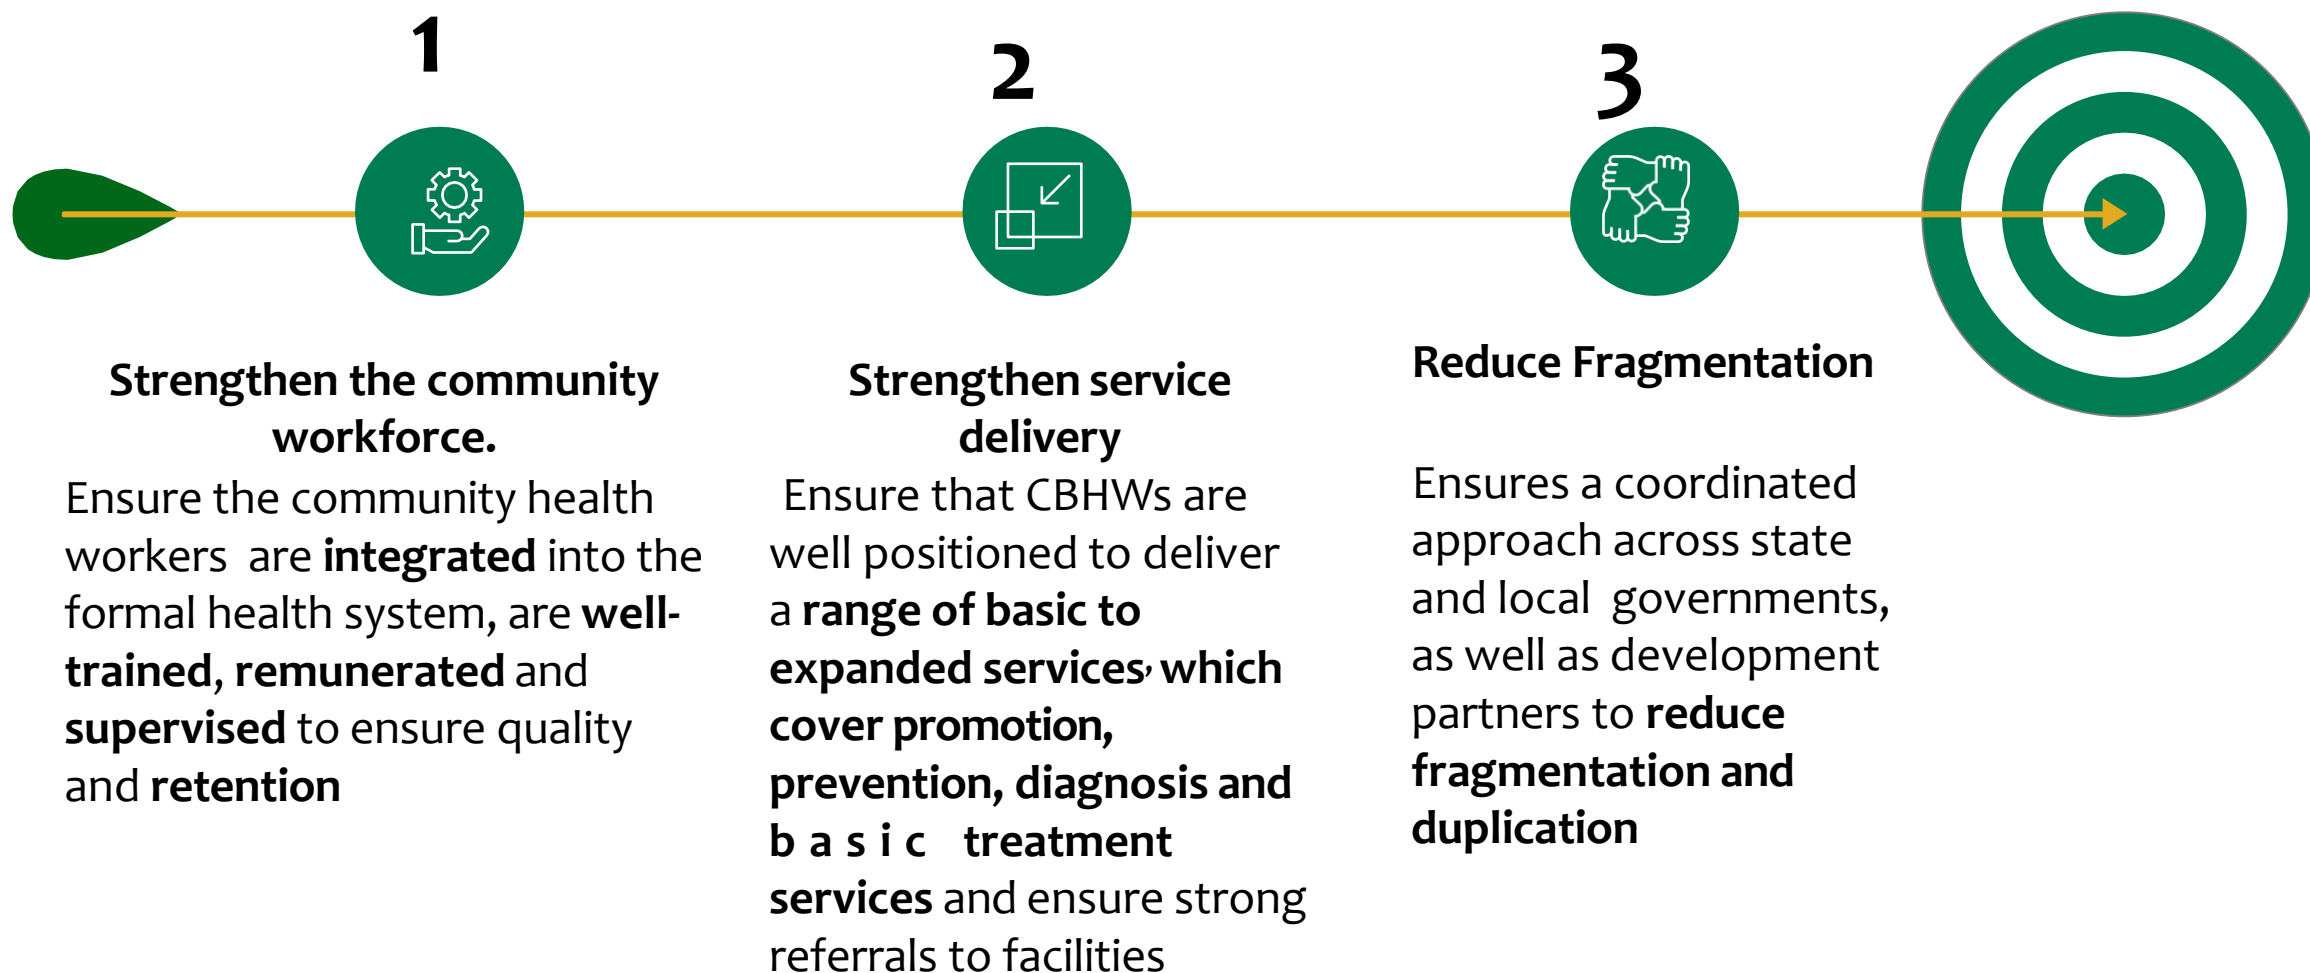 1
Strengthen the community
workforce.
Ensure the community health
workers are integrated into the
formal health system, are well-
trained, remunerated and
supervised to ensure quality
and retention
2
Strengthen service
delivery
Ensure that CBHWs are
well positioned to deliver
a range of basic to
expanded services, which
cover promotion,
prevention, diagnosis and
b a s i c treatment
services and ensure strong
referrals to facilities
3
Reduce Fragmentation
Ensures a coordinated
approach across state
and local governments,
as well as development
partners to reduce
fragmentation and
duplication